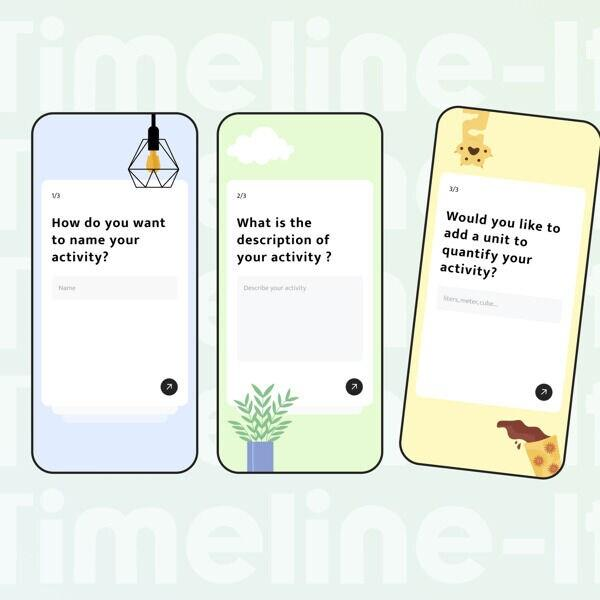 Timeline-It
1/3
How do you want
to name your
activity?
Name
2/3
What is the
description of
your activity ?
Describe your activity
3/3
Would you like to
add a unit to
quantify your
activity?
liters,meter,cube...
Timeline-It